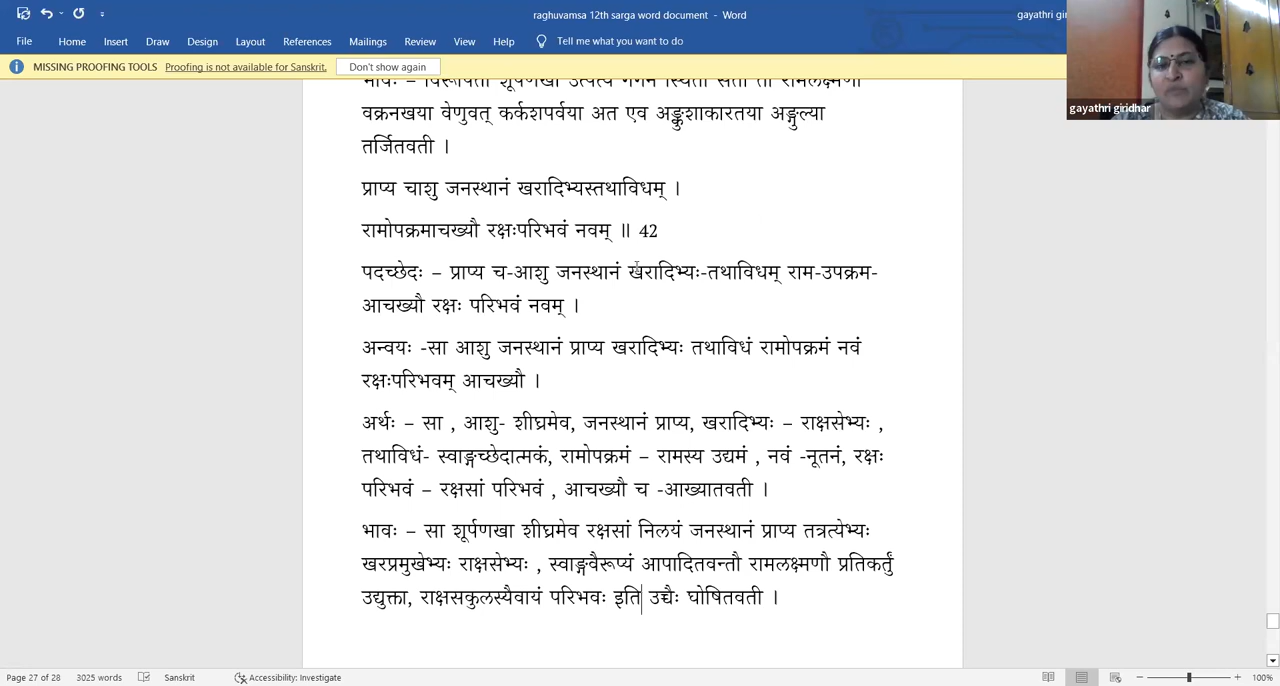 raghuvamsa 12th sarga word document - Word
gayathri gir
File Home Insert Draw Design Layout References Mailings Review View Help Tell me what you want to do
MISSING PROOFING TOOLS Proofing is not available for Sanskrit. Don't show again
gayathri giridhar
भावः – विरूपिता शूर्पणखा उत्पत्य गगने स्थिता सती तौ रामलक्ष्मणौ
वक्रनखया वेणुवत् कर्कशपर्वया अत एव अङ्कुशाकारतया अङ्गुल्या
तर्जितवती ।
प्राप्य चाशु जनस्थानं खरादिभ्यस्तथाविधम् ।
रामोपक्रमाचख्यौ रक्षःपरिभवं नवम् ॥ 42
पदच्छेदः – प्राप्य च-आशु जनस्थानं खरादिभ्यः-तथाविधम् राम-उपक्रम-
आचख्यौ रक्षः परिभवं नवम् ।
अन्वयः -सा आशु जनस्थानं प्राप्य खरादिभ्यः तथाविधं रामोपक्रमं नवं
रक्षःपरिभवम् आचख्यौ ।
अर्थः – सा , आशु- शीघ्रमेव, जनस्थानं प्राप्य, खरादिभ्यः – राक्षसेभ्यः ,
तथाविधं- स्वाङ्गच्छेदात्मकं, रामोपक्रमं – रामस्य उद्यमं , नवं -नूतनं, रक्षः
परिभवं – रक्षसां परिभवं , आचख्यौ च -आख्यातवती ।
भावः – सा शूर्पणखा शीघ्रमेव रक्षसां निलयं जनस्थानं प्राप्य तत्रत्येभ्यः
खरप्रमुखेभ्यः राक्षसेभ्यः , स्वाङ्गवैरूप्यं आपादितवन्तौ रामलक्ष्मणौ प्रतिकर्तुं
उद्युक्ता, राक्षसकुलस्यैवायं परिभवः इति उच्चैः घोषितवती ।
Page 27 of 28 3025 words Sanskrit Accessibility: Investigate 100%